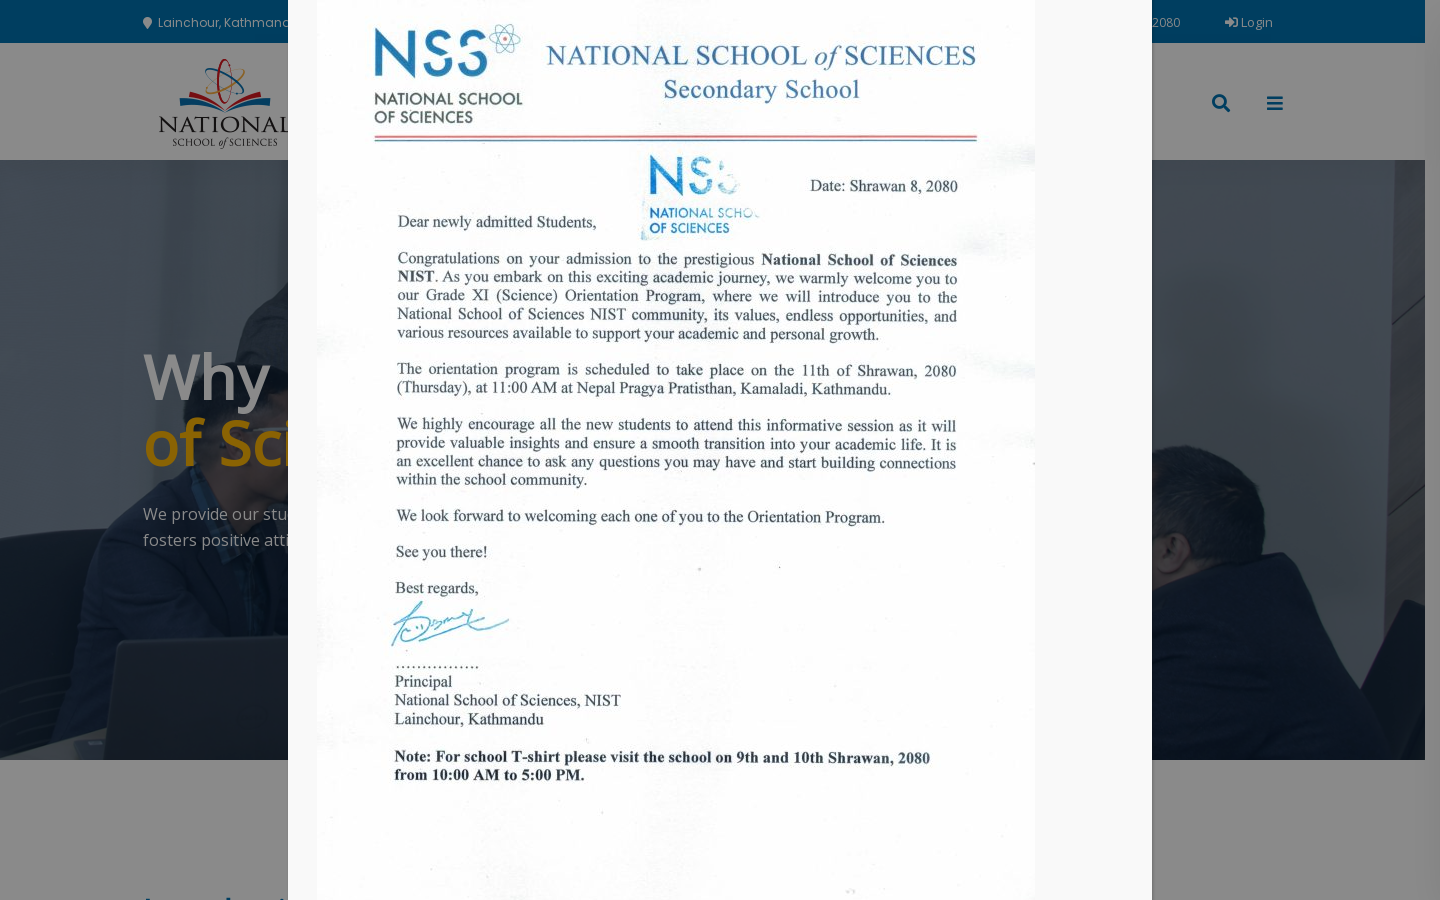 Lainchour, Kathmand
2080
Login
NATIONAL
SCHOOL of SCIENCES
Why
of Sci
We provide our stu
fosters positive atti
NSS
NATIONAL SCHOOL
OF SCIENCES
NATIONAL SCHOOL of SCIENCES
Secondary School
NSS
NATIONAL SCHO
OF SCIENCES
Date: Shrawan 8, 2080
Dear newly admitted Students,
Congratulations on your admission to the prestigious National School of Sciences
NIST. As you embark on this exciting academic journey, we warmly welcome you to
our Grade XI (Science) Orientation Program, where we will introduce you to the
National School of Sciences NIST community, its values, endless opportunities, and
various resources available to support your academic and personal growth.
The orientation program is scheduled to take place on the 11th of Shrawan, 2080
(Thursday), at 11:00 AM at Nepal Pragya Pratisthan, Kamaladi, Kathmandu.
We highly encourage all the new students to attend this informative session as it will
provide valuable insights and ensure a smooth transition into your academic life. It is
an excellent chance to ask any questions you may have and start building connections
within the school community.
We look forward to welcoming each one of you to the Orientation Program.
See you there!
Best regards,
................
Principal
National School of Sciences, NIST
Lainchour, Kathmandu
Note: For school T-shirt please visit the school on 9th and 10th Shrawan, 2080
from 10:00 AM to 5:00 PM.